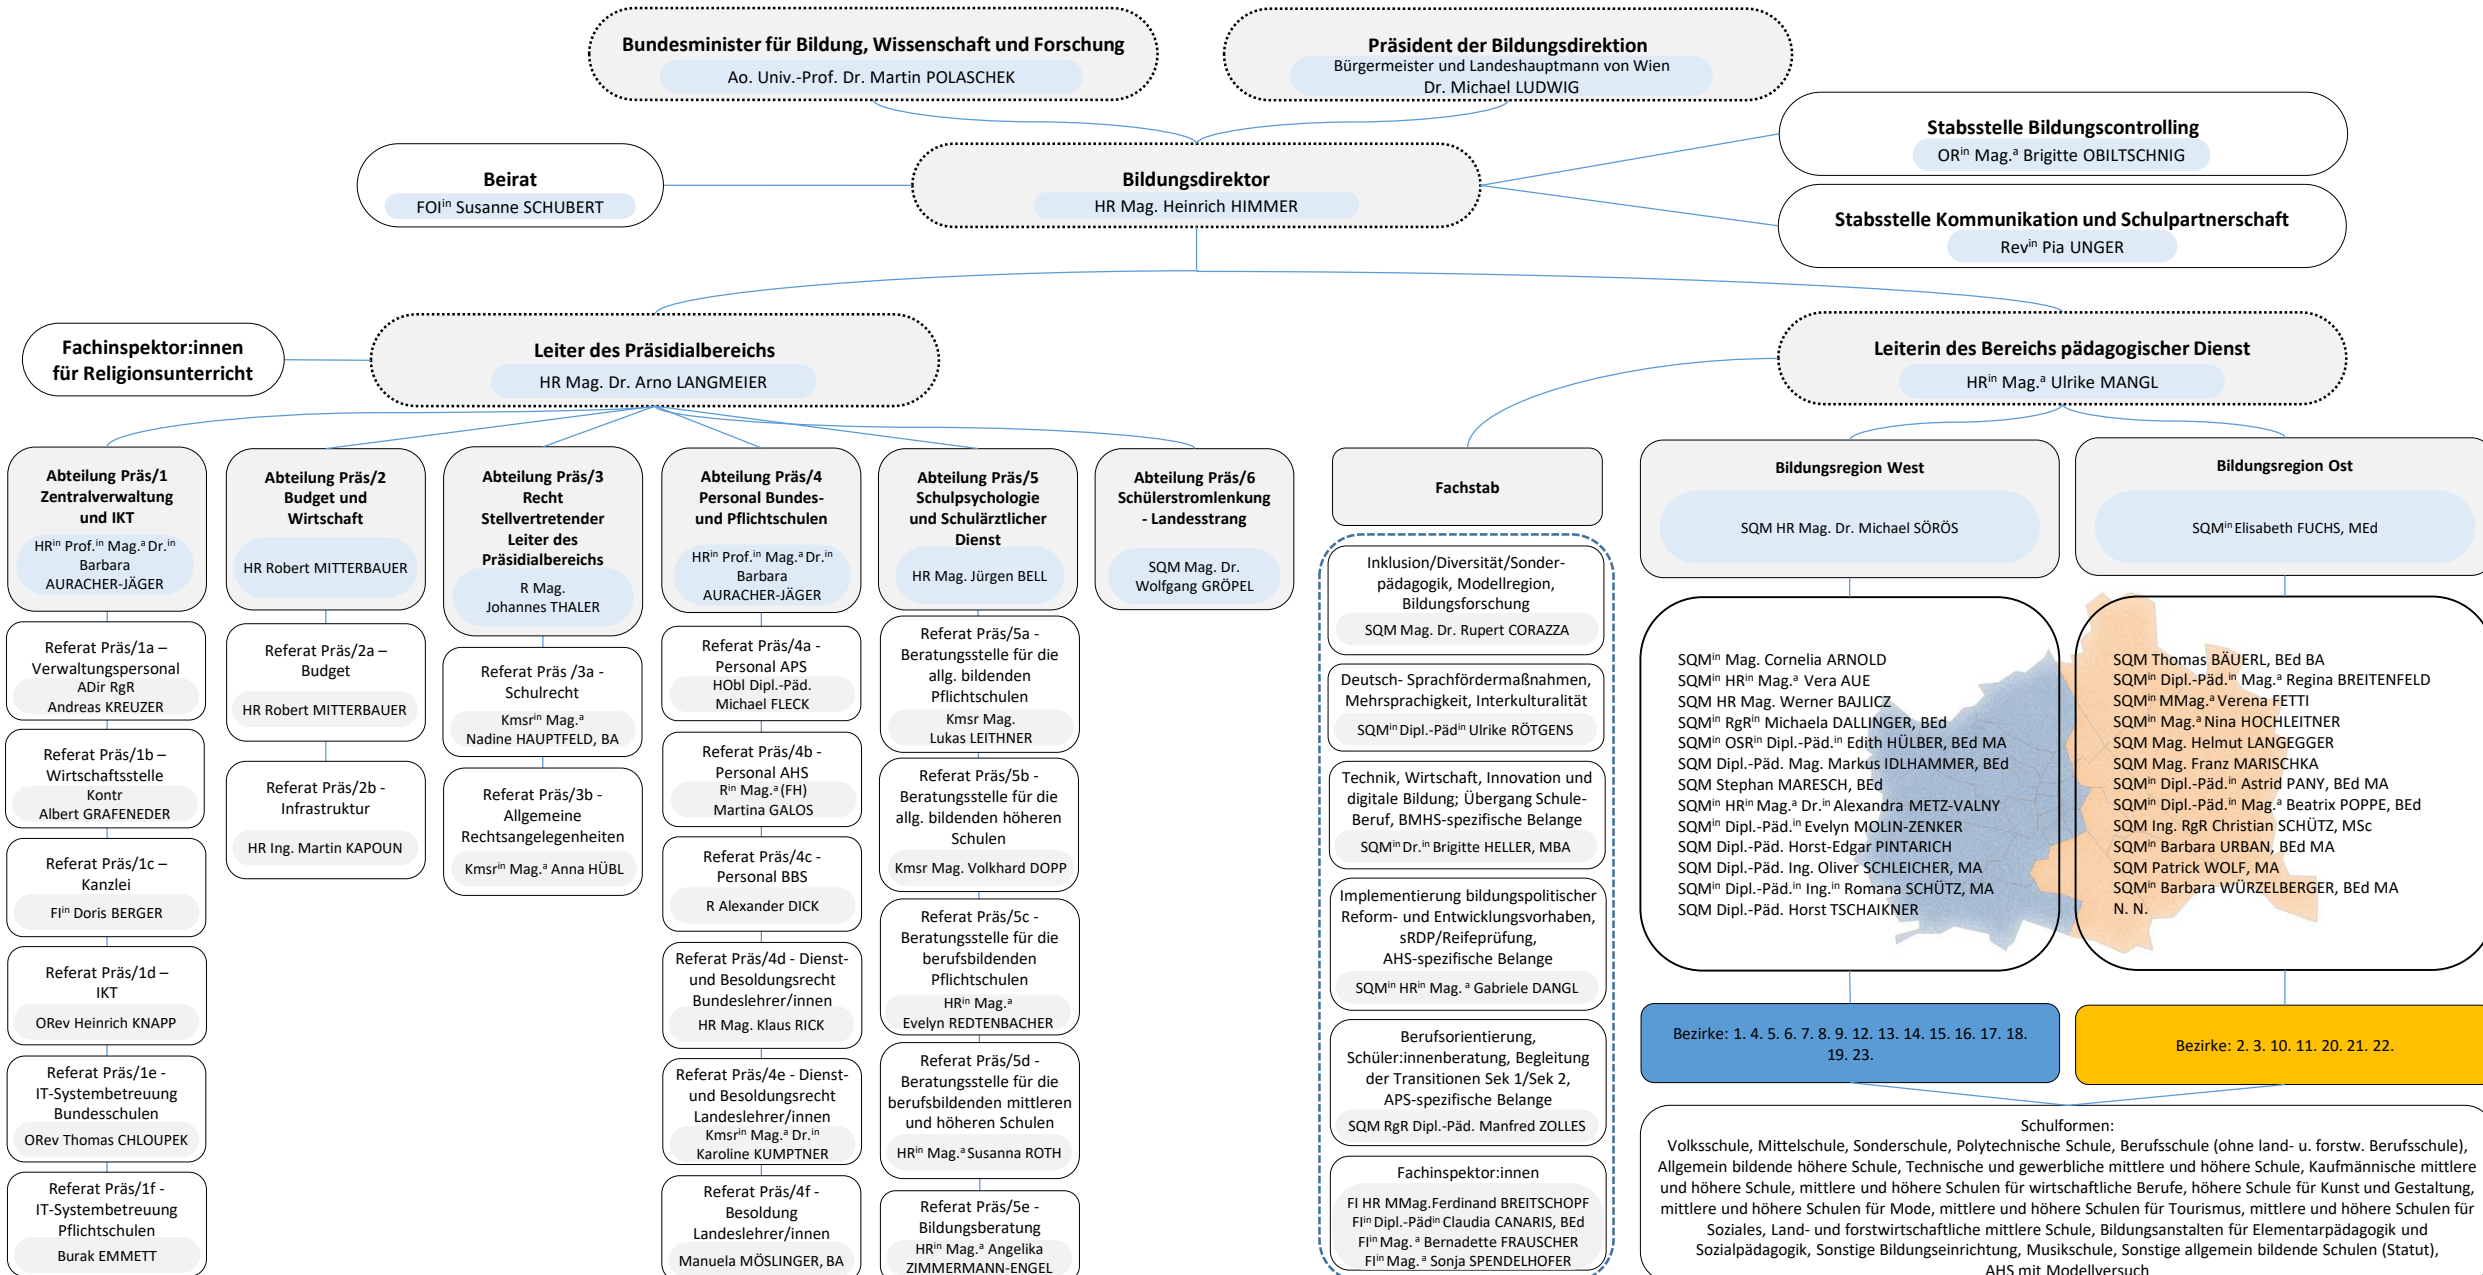 Bundesminister für Bildung, Wissenschaft und Forschung
Ao. Univ.-Prof. Dr. Martin POLASCHEK
Präsident der Bildungsdirektion
Bürgermeister und Landeshauptmann von Wien
Dr. Michael LUDWIG
Stabsstelle Bildungscontrolling
ORⁱⁿ Mag.ª Brigitte OBILTSCHNIG
Beirat
FOIⁱⁿ Susanne SCHUBERT
Bildungsdirektor
HR Mag. Heinrich HIMMER
Stabsstelle Kommunikation und Schulpartnerschaft
Revⁱⁿ Pia UNGER
Fachinspektor:innen
für Religionsunterricht
Leiter des Präsidialbereichs
HR Mag. Dr. Arno LANGMEIER
Leiterin des Bereichs pädagogischer Dienst
HRⁱⁿ Mag.ª Ulrike MANGL
Abteilung Präs/1
Zentralverwaltung
und IKT
HRⁱⁿ Prof.ⁱⁿ Mag.ª Dr.ⁱⁿ
Barbara
AURACHER-JÄGER
Referat Präs/1a –
Verwaltungspersonal
ADir RgR
Andreas KREUZER
Referat Präs/1b –
Wirtschaftsstelle
Kontr
Albert GRAFENEDER
Referat Präs/1c –
Kanzlei
FIⁱⁿ Doris BERGER
Referat Präs/1d –
IKT
ORev Heinrich KNAPP
Referat Präs/1e -
IT-Systembetreuung
Bundesschulen
ORev Thomas CHLOUPEK
Referat Präs/1f -
IT-Systembetreuung
Pflichtschulen
Burak EMMETT
Abteilung Präs/2
Budget und
Wirtschaft
HR Robert MITTERBAUER
Referat Präs/2a –
Budget
HR Robert MITTERBAUER
Referat Präs/2b -
Infrastruktur
HR Ing. Martin KAPOUN
Abteilung Präs/3
Recht
Stellvertretender
Leiter des
Präsidialbereichs
R Mag.
Johannes THALER
Referat Präs /3a -
Schulrecht
Kmsrⁱⁿ Mag.ª
Nadine HAUPTFELD, BA
Referat Präs/3b -
Allgemeine
Rechtsangelegenheiten
Kmsrⁱⁿ Mag.ª Anna HÜBL
Abteilung Präs/4
Personal Bundes-
und Pflichtschulen
HRⁱⁿ Prof.ⁱⁿ Mag.ª Dr.ⁱⁿ
Barbara
AURACHER-JÄGER
Referat Präs/4a -
Personal APS
HObl Dipl.-Päd.
Michael FLECK
Referat Präs/4b -
Personal AHS
Rⁱⁿ Mag.ª (FH)
Martina GALOS
Referat Präs/4c -
Personal BBS
R Alexander DICK
Referat Präs/4d - Dienst-
und Besoldungsrecht
Bundeslehrer/innen
HR Mag. Klaus RICK
Referat Präs/4e - Dienst-
und Besoldungsrecht
Landeslehrer/innen
Kmsrⁱⁿ Mag.ª Dr.ⁱⁿ
Karoline KUMPTNER
Referat Präs/4f -
Besoldung
Landeslehrer/innen
Manuela MÖSLINGER, BA
Abteilung Präs/5
Schulpsychologie
und Schulärztlicher
Dienst
HR Mag. Jürgen BELL
Referat Präs/5a -
Beratungsstelle für die
allg. bildenden
Pflichtschulen
Kmsr Mag.
Lukas LEITHNER
Referat Präs/5b -
Beratungsstelle für die
allg. bildenden höheren
Schulen
Kmsr Mag. Volkhard DOPP
Referat Präs/5c -
Beratungsstelle für die
berufsbildenden
Pflichtschulen
HRⁱⁿ Mag.ª
Evelyn REDTENBACHER
Referat Präs/5d -
Beratungsstelle für die
berufsbildenden mittleren
und höheren Schulen
HRⁱⁿ Mag.ª Susanna ROTH
Referat Präs/5e -
Bildungsberatung
HRⁱⁿ Mag.ª Angelika
ZIMMERMANN-ENGEL
Abteilung Präs/6
Schülerstromlenkung
- Landesstrang
SQM Mag. Dr.
Wolfgang GRÖPEL
Fachstab
Inklusion/Diversität/Sonder-
pädagogik, Modellregion,
Bildungsforschung
SQM Mag. Dr. Rupert CORAZZA
Deutsch- Sprachfördermaßnahmen,
Mehrsprachigkeit, Interkulturalität
SQMⁱⁿ Dipl.-Pädⁱⁿ Ulrike RÖTGENS
Technik, Wirtschaft, Innovation und
digitale Bildung; Übergang Schule-
Beruf, BMHS-spezifische Belange
SQMⁱⁿ Dr.ⁱⁿ Brigitte HELLER, MBA
Implementierung bildungspolitischer
Reform- und Entwicklungsvorhaben,
sRDP/Reifeprüfung,
AHS-spezifische Belange
SQMⁱⁿ HRⁱⁿ Mag. ª Gabriele DANGL
Berufsorientierung,
Schüler:innenberatung, Begleitung
der Transitionen Sek 1/Sek 2,
APS-spezifische Belange
SQM RgR Dipl.-Päd. Manfred ZOLLES
Fachinspektor:innen
FI HR MMag.Ferdinand BREITSCHOPF
FIⁱⁿ Dipl.-Pädⁱⁿ Claudia CANARIS, BEd
FIⁱⁿ Mag. ª Bernadette FRAUSCHER
FIⁱⁿ Mag. ª Sonja SPENDELHOFER
Bildungsregion West
SQM HR Mag. Dr. Michael SÖRÖS
SQMⁱⁿ Mag. Cornelia ARNOLD
SQMⁱⁿ HRⁱⁿ Mag.ª Vera AUE
SQM HR Mag. Werner BAJLICZ
SQMⁱⁿ RgRⁱⁿ Michaela DALLINGER, BEd
SQMⁱⁿ OSRⁱⁿ Dipl.-Päd.ⁱⁿ Edith HÜLBER, BEd MA
SQM Dipl.-Päd. Mag. Markus IDLHAMMER, BEd
SQM Stephan MARESCH, BEd
SQMⁱⁿ HRⁱⁿ Mag.ª Dr.ⁱⁿ Alexandra METZ-VALNY
SQMⁱⁿ Dipl.-Päd.ⁱⁿ Evelyn MOLIN-ZENKER
SQM Dipl.-Päd. Horst-Edgar PINTARICH
SQM Dipl.-Päd. Ing. Oliver SCHLEICHER, MA
SQMⁱⁿ Dipl.-Päd.ⁱⁿ Ing.ⁱⁿ Romana SCHÜTZ, MA
SQM Dipl.-Päd. Horst TSCHAIKNER
Bezirke: 1. 4. 5. 6. 7. 8. 9. 12. 13. 14. 15. 16. 17. 18.
19. 23.
Bildungsregion Ost
SQMⁱⁿ Elisabeth FUCHS, MEd
SQM Thomas BÄUERL, BEd BA
SQMⁱⁿ Dipl.-Päd.ⁱⁿ Mag.ª Regina BREITENFELD
SQMⁱⁿ MMag.ª Verena FETTI
SQMⁱⁿ Mag.ª Nina HOCHLEITNER
SQM Mag. Helmut LANGEGGER
SQM Mag. Franz MARISCHKA
SQMⁱⁿ Dipl.-Päd.ⁱⁿ Astrid PANY, BEd MA
SQMⁱⁿ Dipl.-Päd.ⁱⁿ Mag.ª Beatrix POPPE, BEd
SQM Ing. RgR Christian SCHÜTZ, MSc
SQMⁱⁿ Barbara URBAN, BEd MA
SQM Patrick WOLF, MA
SQMⁱⁿ Barbara WÜRZELBERGER, BEd MA
N. N.
Bezirke: 2. 3. 10. 11. 20. 21. 22.
Schulformen:
Volksschule, Mittelschule, Sonderschule, Polytechnische Schule, Berufsschule (ohne land- u. forstw. Berufsschule),
Allgemein bildende höhere Schule, Technische und gewerbliche mittlere und höhere Schule, Kaufmännische mittlere
und höhere Schule, mittlere und höhere Schulen für wirtschaftliche Berufe, höhere Schule für Kunst und Gestaltung,
mittlere und höhere Schulen für Mode, mittlere und höhere Schulen für Tourismus, mittlere und höhere Schulen für
Soziales, Land- und forstwirtschaftliche mittlere Schule, Bildungsanstalten für Elementarpädagogik und
Sozialpädagogik, Sonstige Bildungseinrichtung, Musikschule, Sonstige allgemein bildende Schulen (Statut),
AHS mit Modellversuch